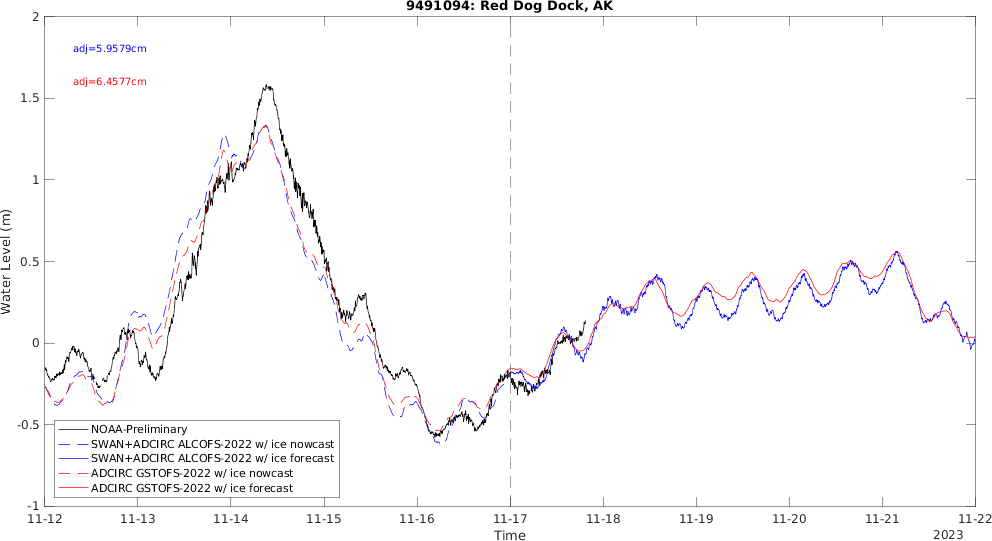 9491094: Red Dog Dock, AK
adj=5.9579cm
adj=6.4577cm
Water Level (m)
2
1.5
1
0.5
0
-0.5
-1
NOAA-Preliminary
SWAN+ADCIRC ALCOFS-2022 w/ ice nowcast
SWAN+ADCIRC ALCOFS-2022 w/ ice forecast
ADCIRC GSTOFS-2022 w/ ice nowcast
ADCIRC GSTOFS-2022 w/ ice forecast
11-12 11-13 11-14 11-15 11-16 11-17 11-18 11-19 11-20 11-21 11-22
Time
2023